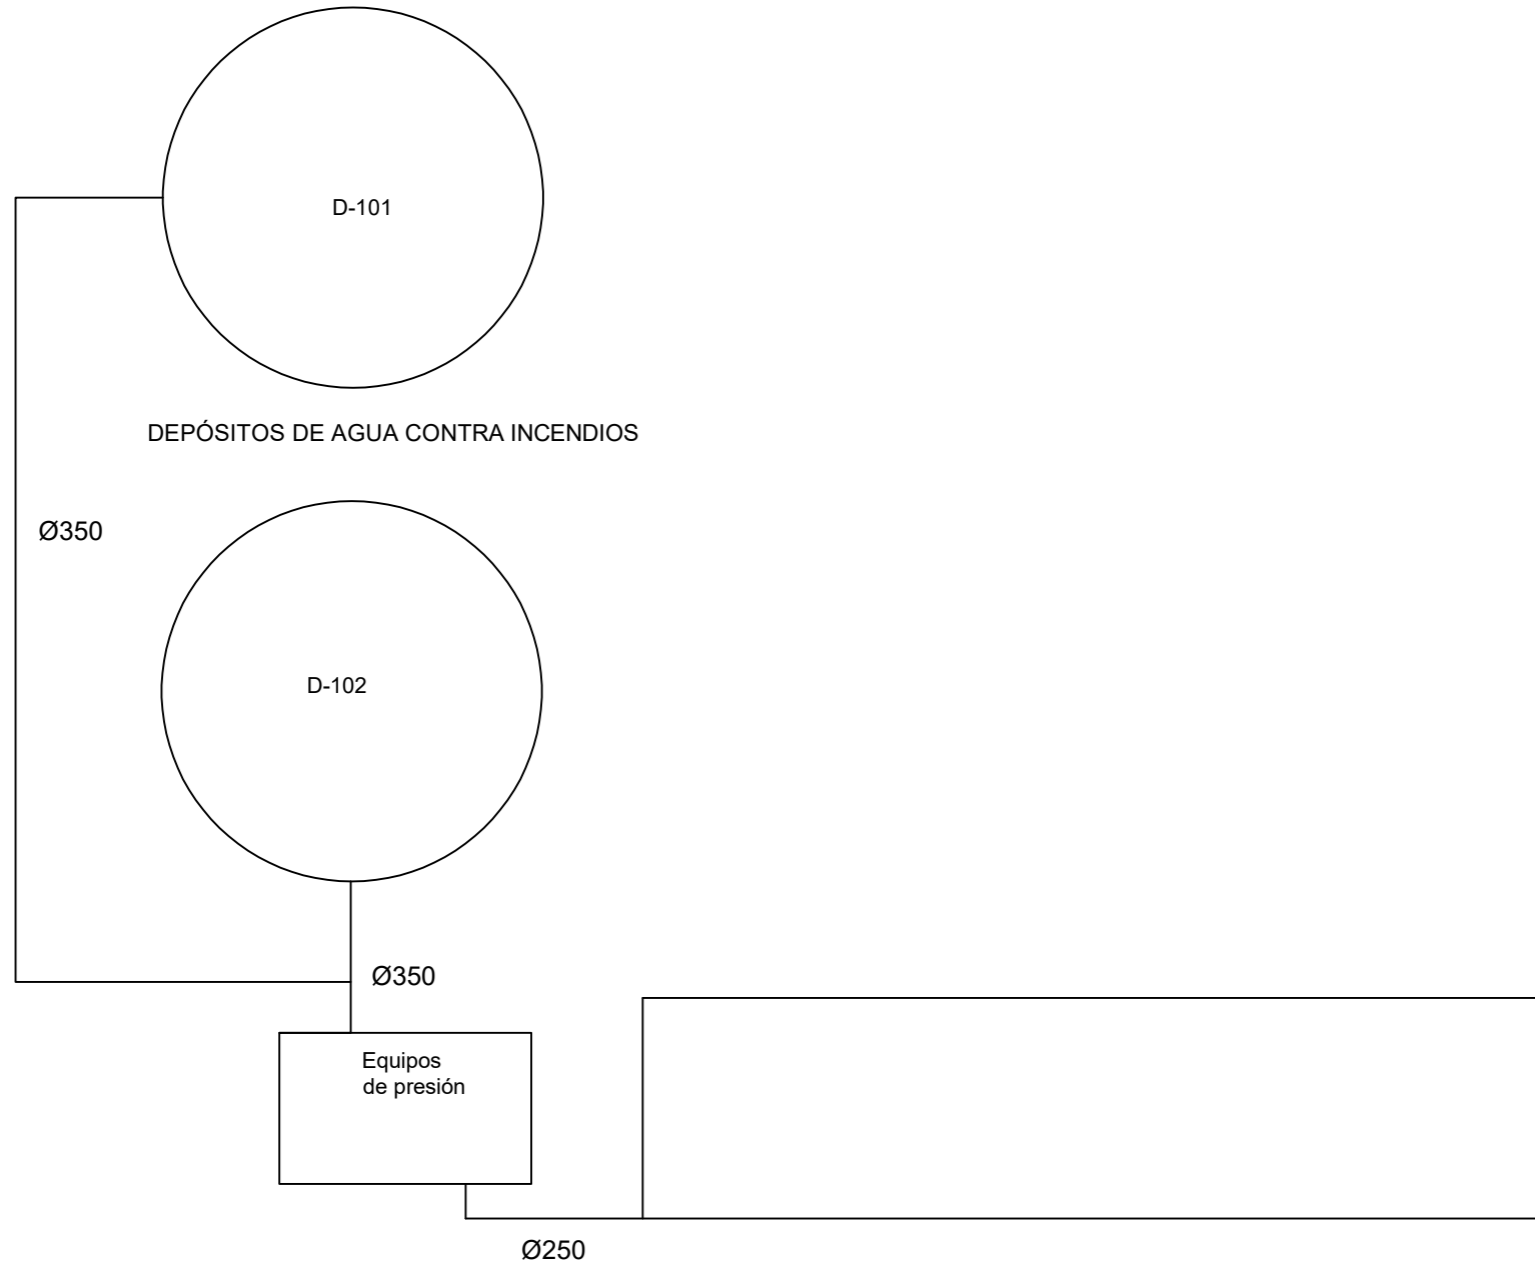 D-101
DEPÓSITOS DE AGUA CONTRA INCENDIOS
Ø350
D-102
Ø350
Equipos
de presión
Ø250